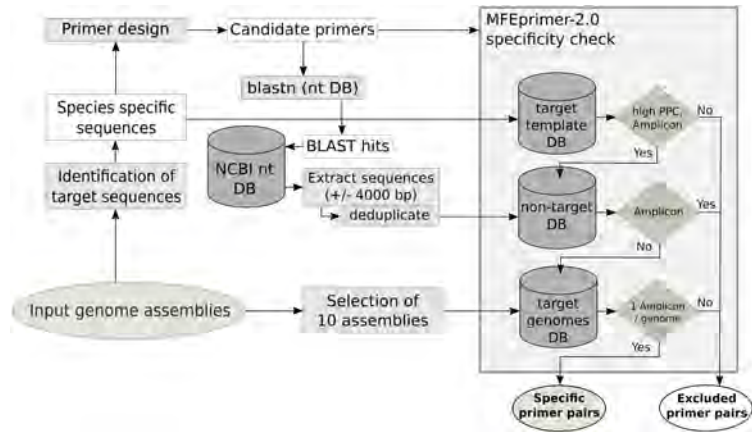 MFEprimer-2.0
specificity check
Primer design
Candidate primers
blastn (nt DB)
Species specific
sequences
target
template
DB
high PPC,
Amplicon
No
Yes
BLAST hits
NCBI nt
DB
Identification of
target sequences
Extract sequences
(+/- 4000 bp)
deduplicate
non-target
DB
Amplicon
Yes
No
Input genome assemblies
Selection of
10 assemblies
target
genomes
DB
1 Amplicon
/ genome
No
Yes
Specific
primer pairs
Excluded
primer pairs